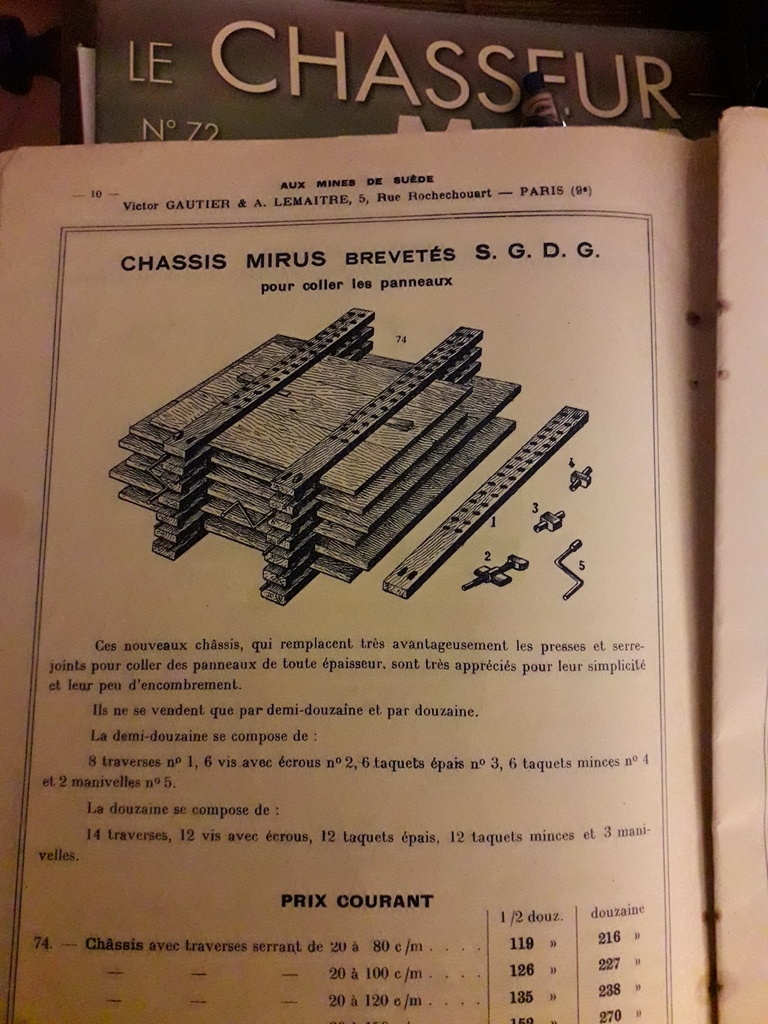 LE CHASSEUR
N° 72
— 10 —
AUX MINES DE SUÈDE
Victor GAUTIER & A. LEMAITRE, 5, Rue Rochechouart — PARIS (9e)
CHASSIS MIRUS BREVETÉS S. G. D. G.
pour coller les panneaux
74
4
3
1
2
5
Ces nouveaux châssis, qui remplacent très avantageusement les presses et serre-
joints pour coller des panneaux de toute épaisseur, sont très appréciés pour leur simplicité
et leur peu d'encombrement.
Ils ne se vendent que par demi-douzaine et par douzaine.
La demi-douzaine se compose de :
8 traverses nº 1, 6 vis avec écrous nº 2, 6 taquets épais nº 3, 6 taquets minces nº 4
et 2 manivelles nº 5.
La douzaine se compose de :
14 traverses, 12 vis avec écrous, 12 taquets épais, 12 taquets minces et 3 mani-
velles.
PRIX COURANT
1/2 douz. douzaine
74. — Châssis avec traverses serrant de 20 à 80 c/m . . . . 119 » 216 »
— — — 20 à 100 c/m . . . . 126 » 227 »
— — — 20 à 120 c/m . . . . 135 » 238 »
270 »